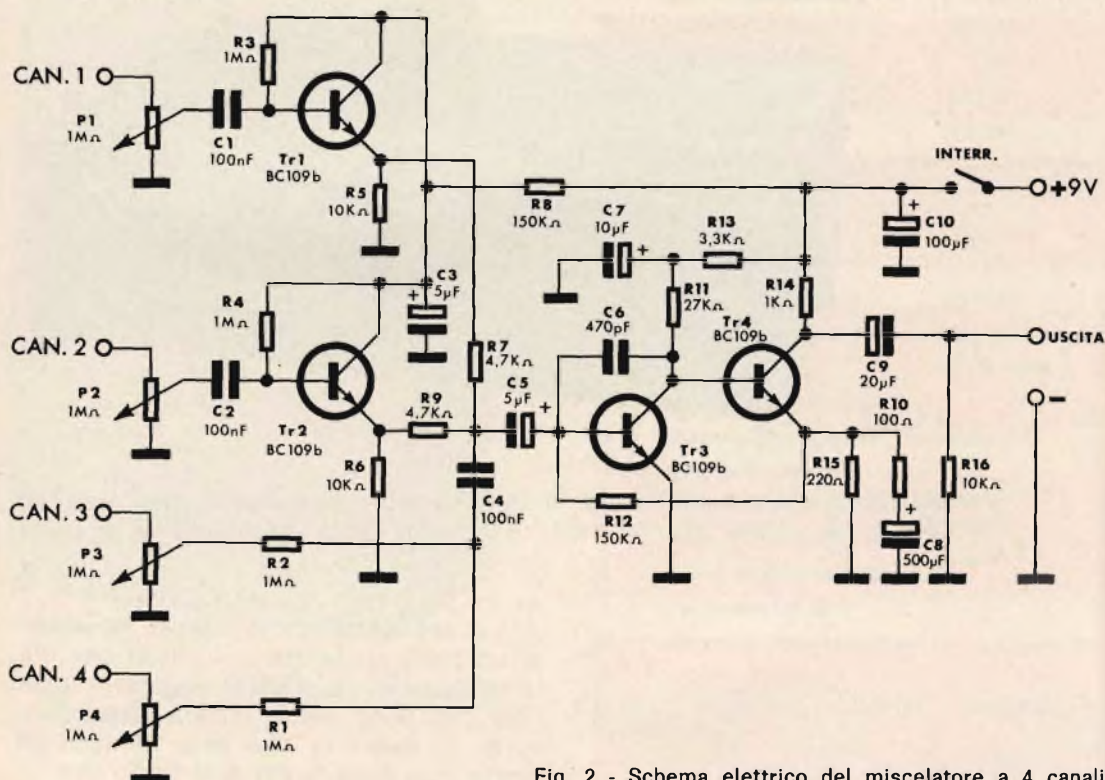 CAN. 1
P1
1MΩ
C1
100nF
R3
1MΩ
Tr1
BC109b
R5
10KΩ
CAN. 2
P2
1MΩ
C2
100nF
R4
1MΩ
Tr2
BC109b
R6
10KΩ
C3
5µF
+
R7
4,7KΩ
R9
4,7KΩ
C4
100nF
CAN. 3
P3
1MΩ
R2
1MΩ
CAN. 4
P4
1MΩ
R1
1MΩ
R8
150KΩ
C7
10µF
+
R13
3,3KΩ
R11
27KΩ
C6
470pF
C5
5µF
+
Tr3
BC109b
R12
150KΩ
Tr4
BC109b
R14
1KΩ
INTERR.
+9V
+
C10
100µF
C9
20µF
USCITA
–
R10
100Ω
R15
220Ω
+
C8
500µF
R16
10KΩ
Fig. 2 - Schema elettrico del miscelatore a 4 canali